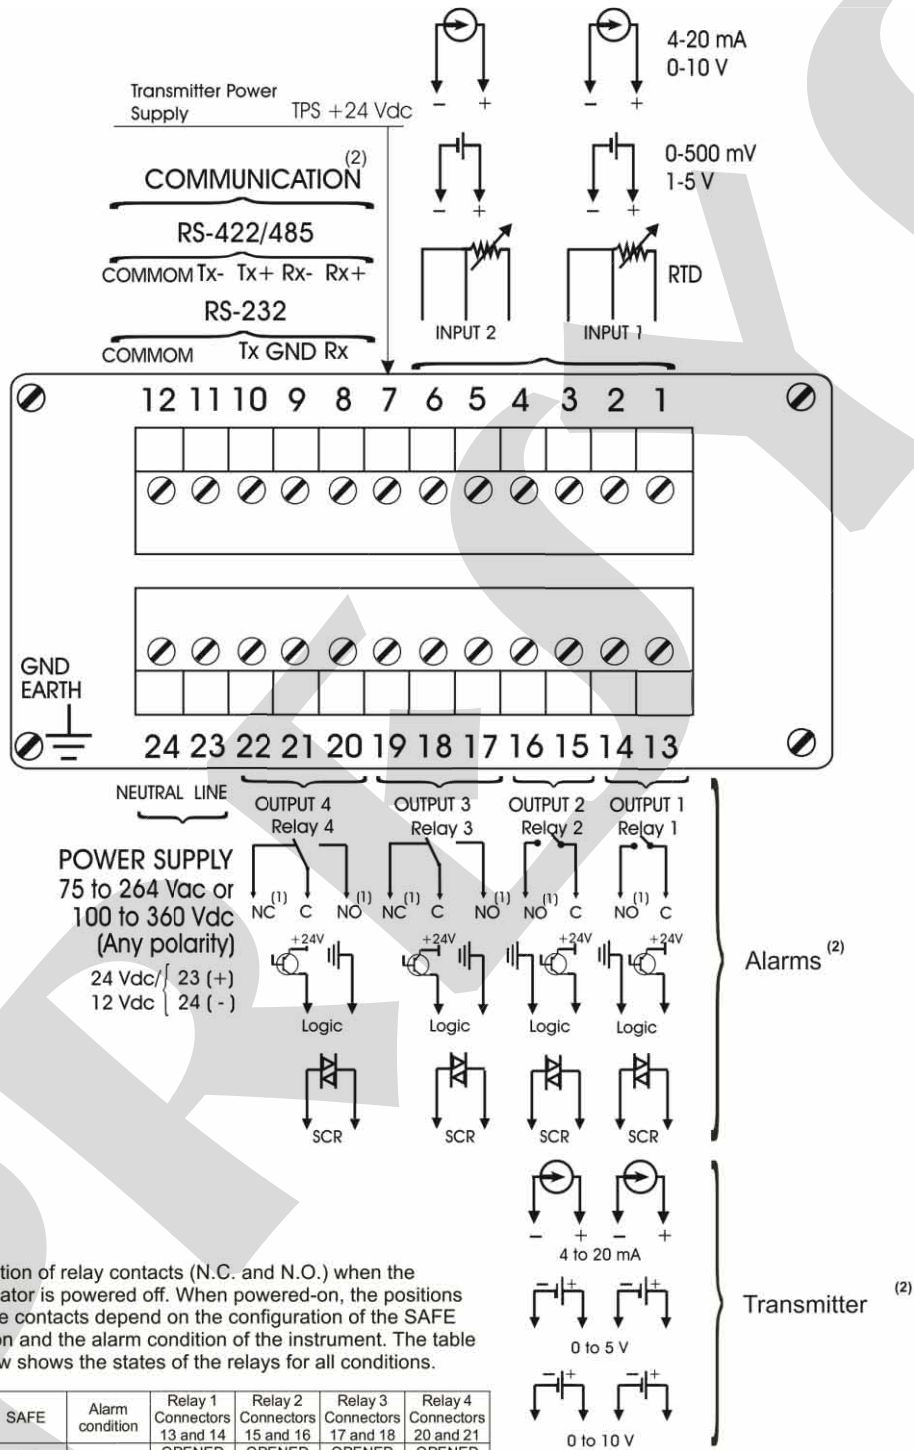 4-20 mA
0-10 V
Transmitter Power
Supply
TPS +24 Vdc
- + - +
COMMUNICATION (2)
0-500 mV
1-5 V
- + - +
RS-422/485
COMMOM Tx- Tx+ Rx- Rx+
RTD
RS-232
INPUT 2 INPUT 1
COMMOM Tx GND Rx
12 11 10 9 8 7 6 5 4 3 2 1
GND
EARTH
24 23 22 21 20 19 18 17 16 15 14 13
NEUTRAL LINE
OUTPUT 4 OUTPUT 3 OUTPUT 2 OUTPUT 1
Relay 4 Relay 3 Relay 2 Relay 1
POWER SUPPLY
75 to 264 Vac or
100 to 360 Vdc
(Any polarity)
24 Vdc/ 23 (+)
12 Vdc 24 (-)
NC (1) C NO (1) NC (1) C NO (1) NO (1) C NO (1) C
+24V +24V +24V +24V
Logic Logic Logic Logic
SCR SCR SCR SCR
Alarms (2)
- + - +
4 to 20 mA
- + - +
0 to 5 V
- + - +
0 to 10 V
Transmitter (2)
tion of relay contacts (N.C. and N.O.) when the
ator is powered off. When powered-on, the positions
e contacts depend on the configuration of the SAFE
on and the alarm condition of the instrument. The table
w shows the states of the relays for all conditions.
SAFE
Alarm
condition
Relay 1
Connectors
13 and 14
Relay 2
Connectors
15 and 16
Relay 3
Connectors
17 and 18
Relay 4
Connectors
20 and 21
OPENED OPENED OPENED OPENED
PRESYS